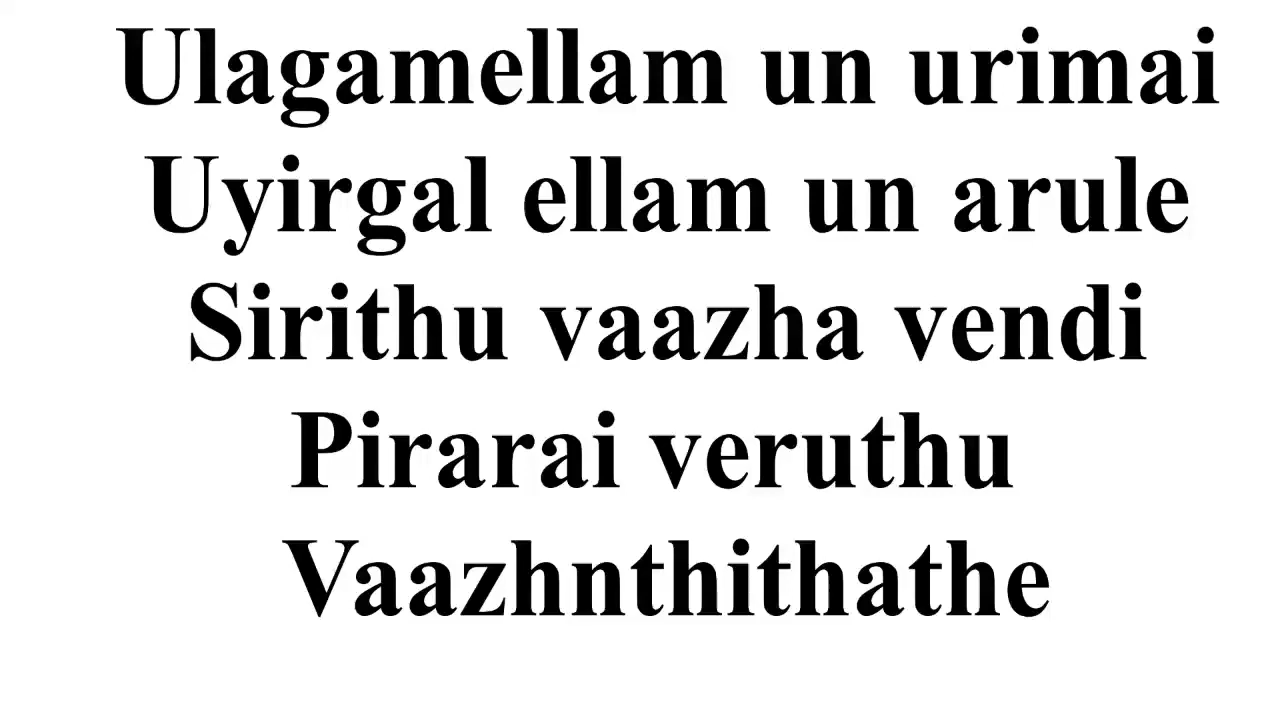 Ulagamellam un urimai
Uyirgal ellam un arule
Sirithu vaazha vendi
Pirarai veruthu
Vaazhnthithathe